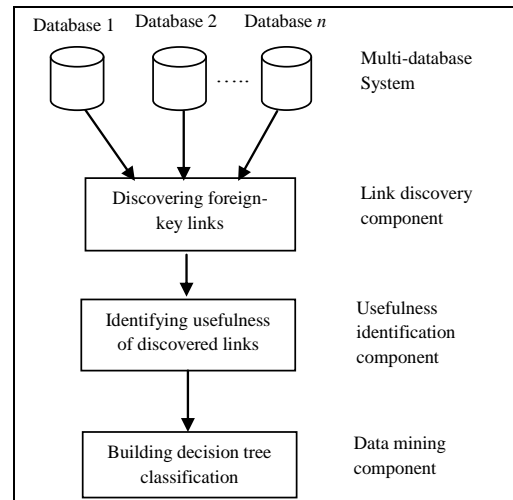 Database 1
Database 2
Database n
…..
Multi-database
System
Discovering foreign-
key links
Link discovery
component
Identifying usefulness
of discovered links
Usefulness
identification
component
Building decision tree
classification
Data mining
component